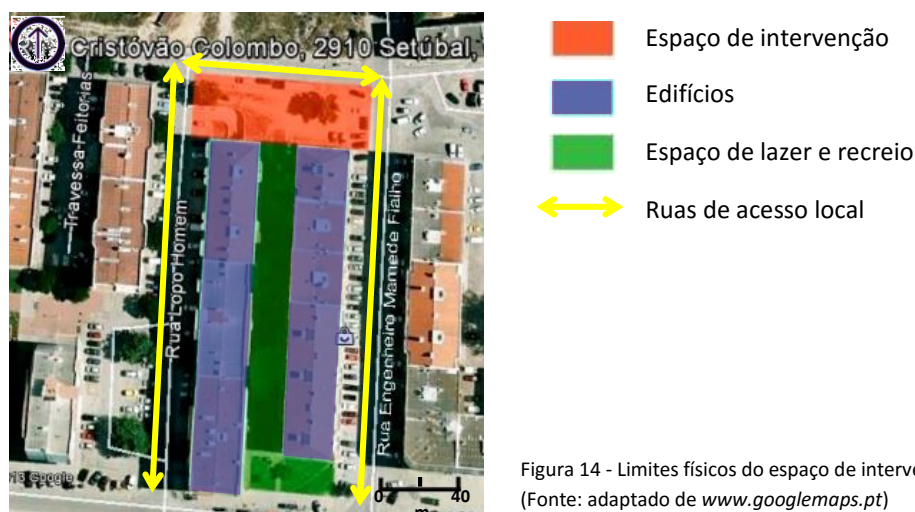 Cristóvão Colombo, 2910 Setúbal,
Travessa Feitorias
Rua Lopo Homem
Rua Engenheiro Mamede Fialho
Google
0 40
m
Espaço de intervenção
Edifícios
Espaço de lazer e recreio
Ruas de acesso local
Figura 14 - Limites físicos do espaço de interve
(Fonte: adaptado de www.googlemaps.pt)